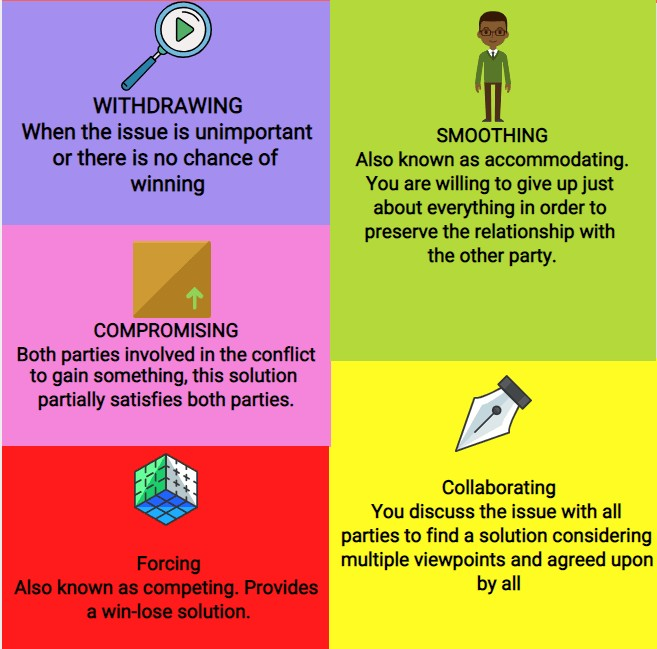 WITHDRAWING
When the issue is unimportant
or there is no chance of
winning
SMOOTHING
Also known as accommodating.
You are willing to give up just
about everything in order to
preserve the relationship with
the other party.
COMPROMISING
Both parties involved in the conflict
to gain something, this solution
partially satisfies both parties.
Collaborating
You discuss the issue with all
parties to find a solution considering
multiple viewpoints and agreed upon
by all
Forcing
Also known as competing. Provides
a win-lose solution.